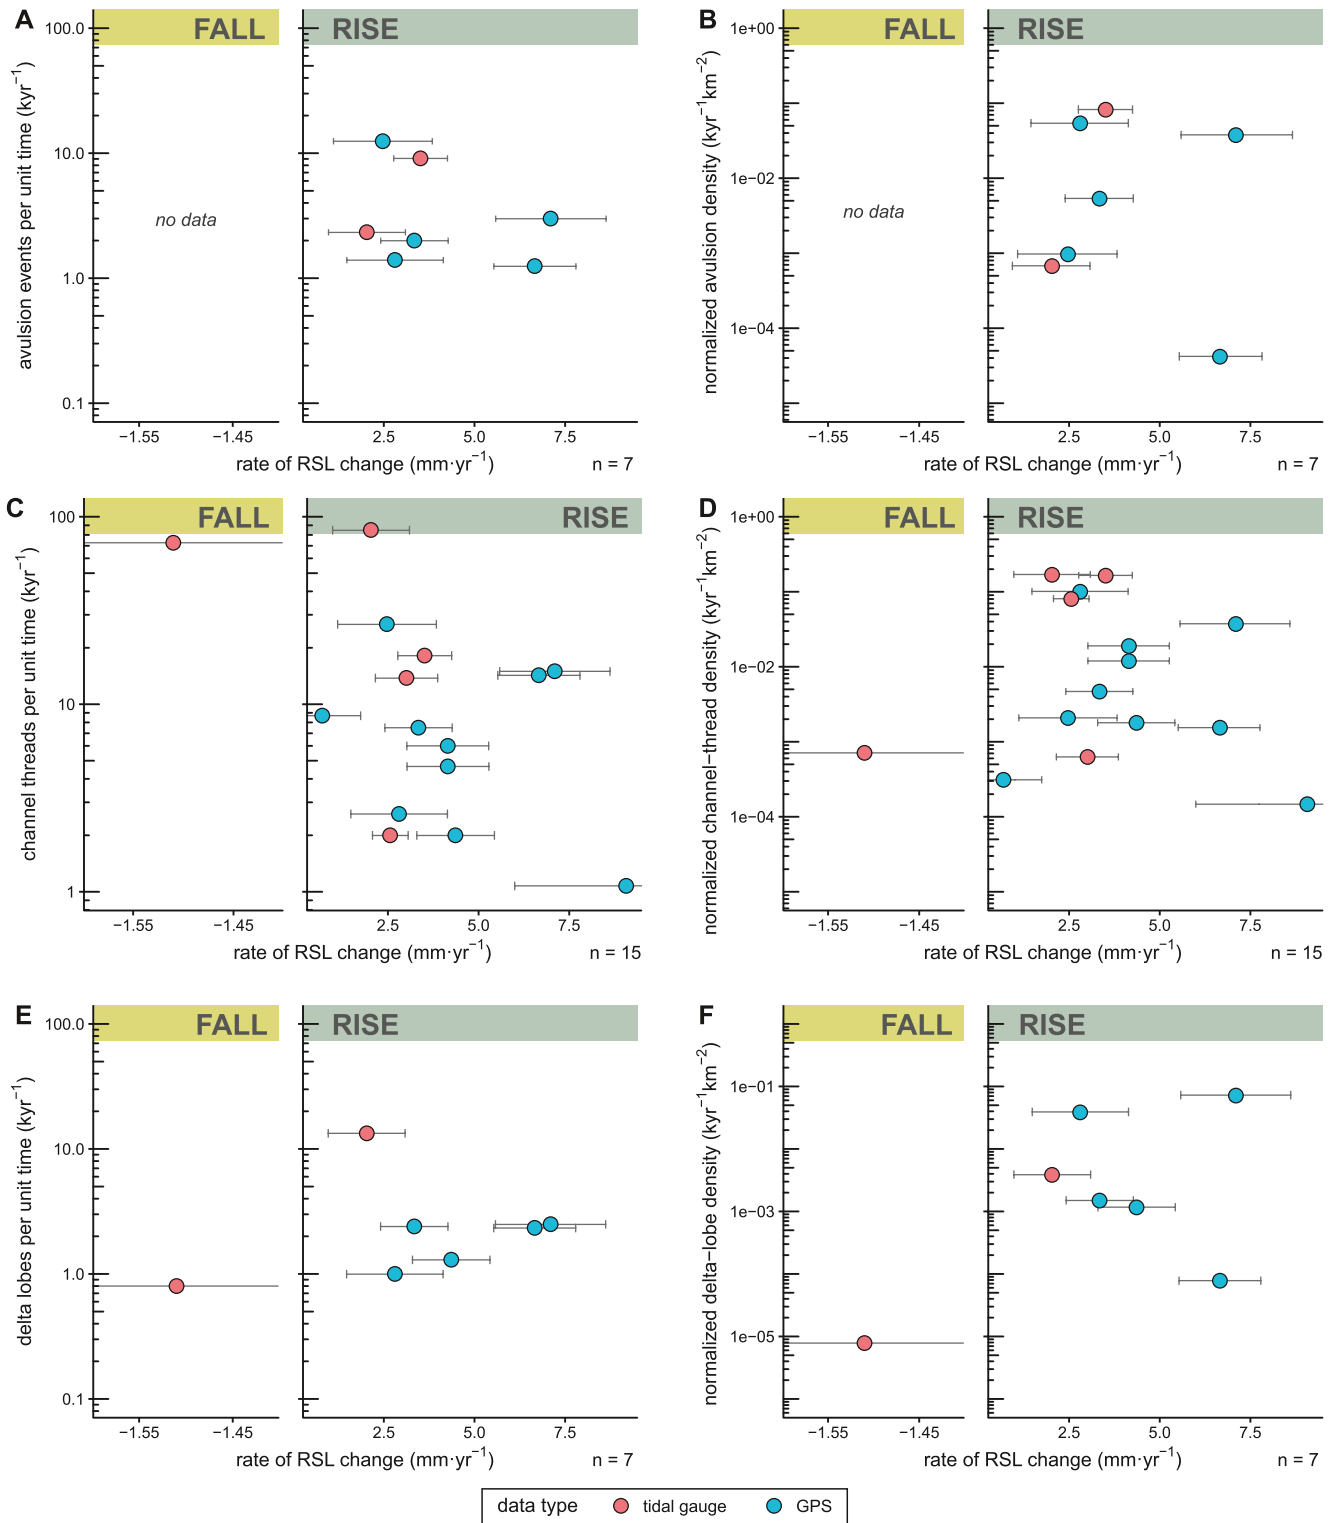 A
FALL
RISE
avulsion events per unit time (kyr⁻¹)
100.0
10.0
1.0
0.1
no data
−1.55
−1.45
2.5
5.0
7.5
rate of RSL change (mm·yr⁻¹)
n = 7
B
FALL
RISE
normalized avulsion density (kyr⁻¹km⁻²)
1e+00
1e−02
1e−04
no data
−1.55
−1.45
2.5
5.0
7.5
rate of RSL change (mm·yr⁻¹)
n = 7
C
FALL
RISE
channel threads per unit time (kyr⁻¹)
100
10
1
−1.55
−1.45
2.5
5.0
7.5
rate of RSL change (mm·yr⁻¹)
n = 15
D
FALL
RISE
normalized channel−thread density (kyr⁻¹km⁻²)
1e+00
1e−02
1e−04
−1.55
−1.45
2.5
5.0
7.5
rate of RSL change (mm·yr⁻¹)
n = 15
E
FALL
RISE
delta lobes per unit time (kyr⁻¹)
100.0
10.0
1.0
0.1
−1.55
−1.45
2.5
5.0
7.5
rate of RSL change (mm·yr⁻¹)
n = 7
F
FALL
RISE
normalized delta−lobe density (kyr⁻¹km⁻²)
1e−01
1e−03
1e−05
−1.55
−1.45
2.5
5.0
7.5
rate of RSL change (mm·yr⁻¹)
n = 7
data type tidal gauge GPS